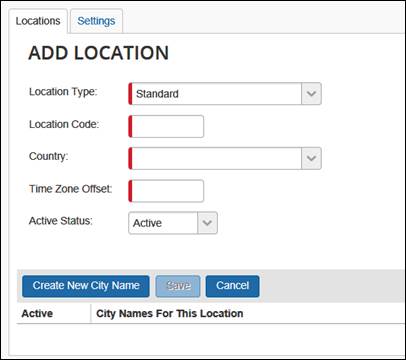 Locations Settings
ADD LOCATION
Location Type: Standard
Location Code:
Country:
Time Zone Offset:
Active Status: Active
Create New City Name Save Cancel
Active City Names For This Location